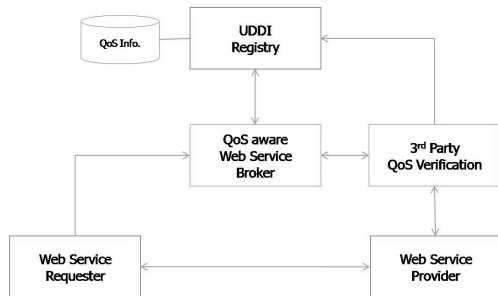 QoS Info.
UDDI
Registry
QoS aware
Web Service
Broker
3rd Party
QoS Verification
Web Service
Requester
Web Service
Provider